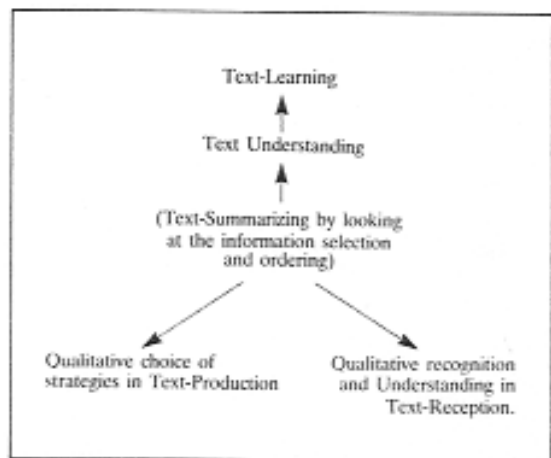 Text-Learning
Text Understanding
(Text-Summarizing by looking
at the information selection
and ordering)
Qualitative choice of
strategies in Text-Production
Qualitative recognition
and Understanding in
Text-Reception.